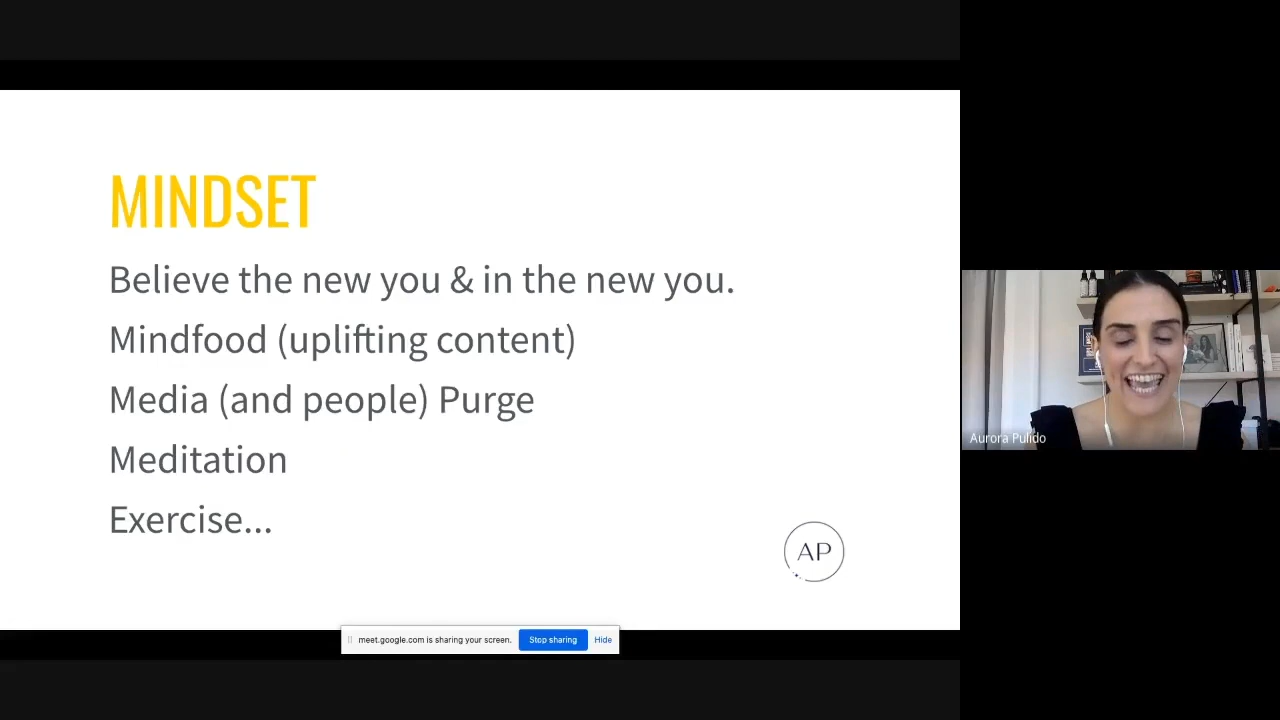 MINDSET
Believe the new you & in the new you.
Mindfood (uplifting content)
Media (and people) Purge
Meditation
Exercise...
AP
meet.google.com is sharing your screen. Stop sharing Hide
Aurora Pulido